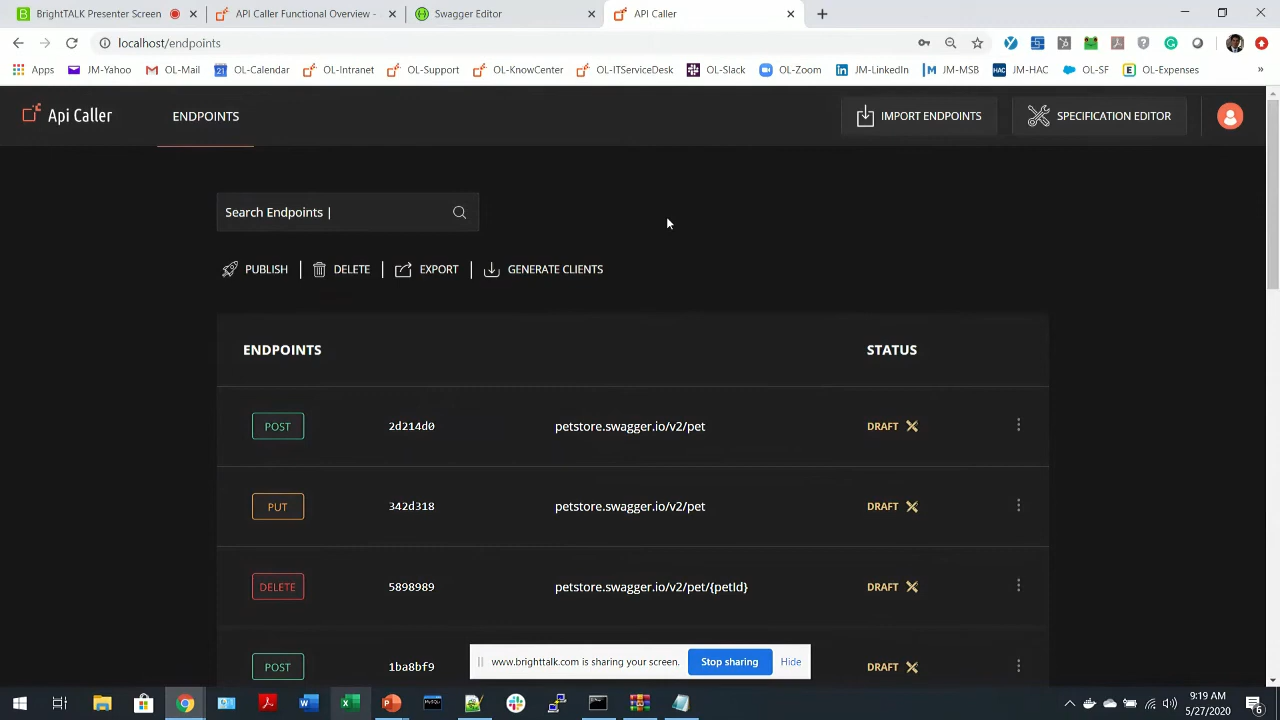 BrightTALK Presenter Screen
API Caller Functional Overview -
Swagger Editor
API Caller
localhost/endpoints
Apps
JM-Yahoo
OL-Mail
OL-Calendar
OL-Intranet
OL-Support
OL-KnowCenter
OL-ITServiceDesk
OL-Slack
OL-Zoom
JM-LinkedIn
JM-MSB
JM-HAC
OL-SF
OL-Expenses
Api Caller
ENDPOINTS
IMPORT ENDPOINTS
SPECIFICATION EDITOR
Search Endpoints |
PUBLISH
DELETE
EXPORT
GENERATE CLIENTS
ENDPOINTS STATUS
POST 2d214d0 petstore.swagger.io/v2/pet DRAFT
PUT 342d318 petstore.swagger.io/v2/pet DRAFT
DELETE 5898989 petstore.swagger.io/v2/pet/{petId} DRAFT
POST 1ba8bf9 DRAFT
www.brighttalk.com is sharing your screen. Stop sharing Hide
9:19 AM
5/27/2020
6